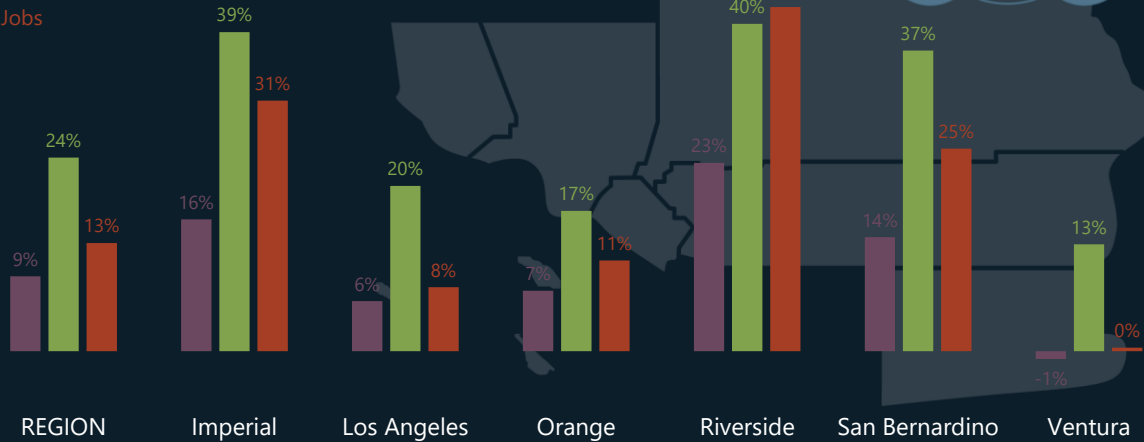 Jobs
9%
24%
13%
16%
39%
31%
6%
20%
8%
7%
17%
11%
23%
40%
14%
37%
25%
-1%
13%
0%
REGION
Imperial
Los Angeles
Orange
Riverside
San Bernardino
Ventura